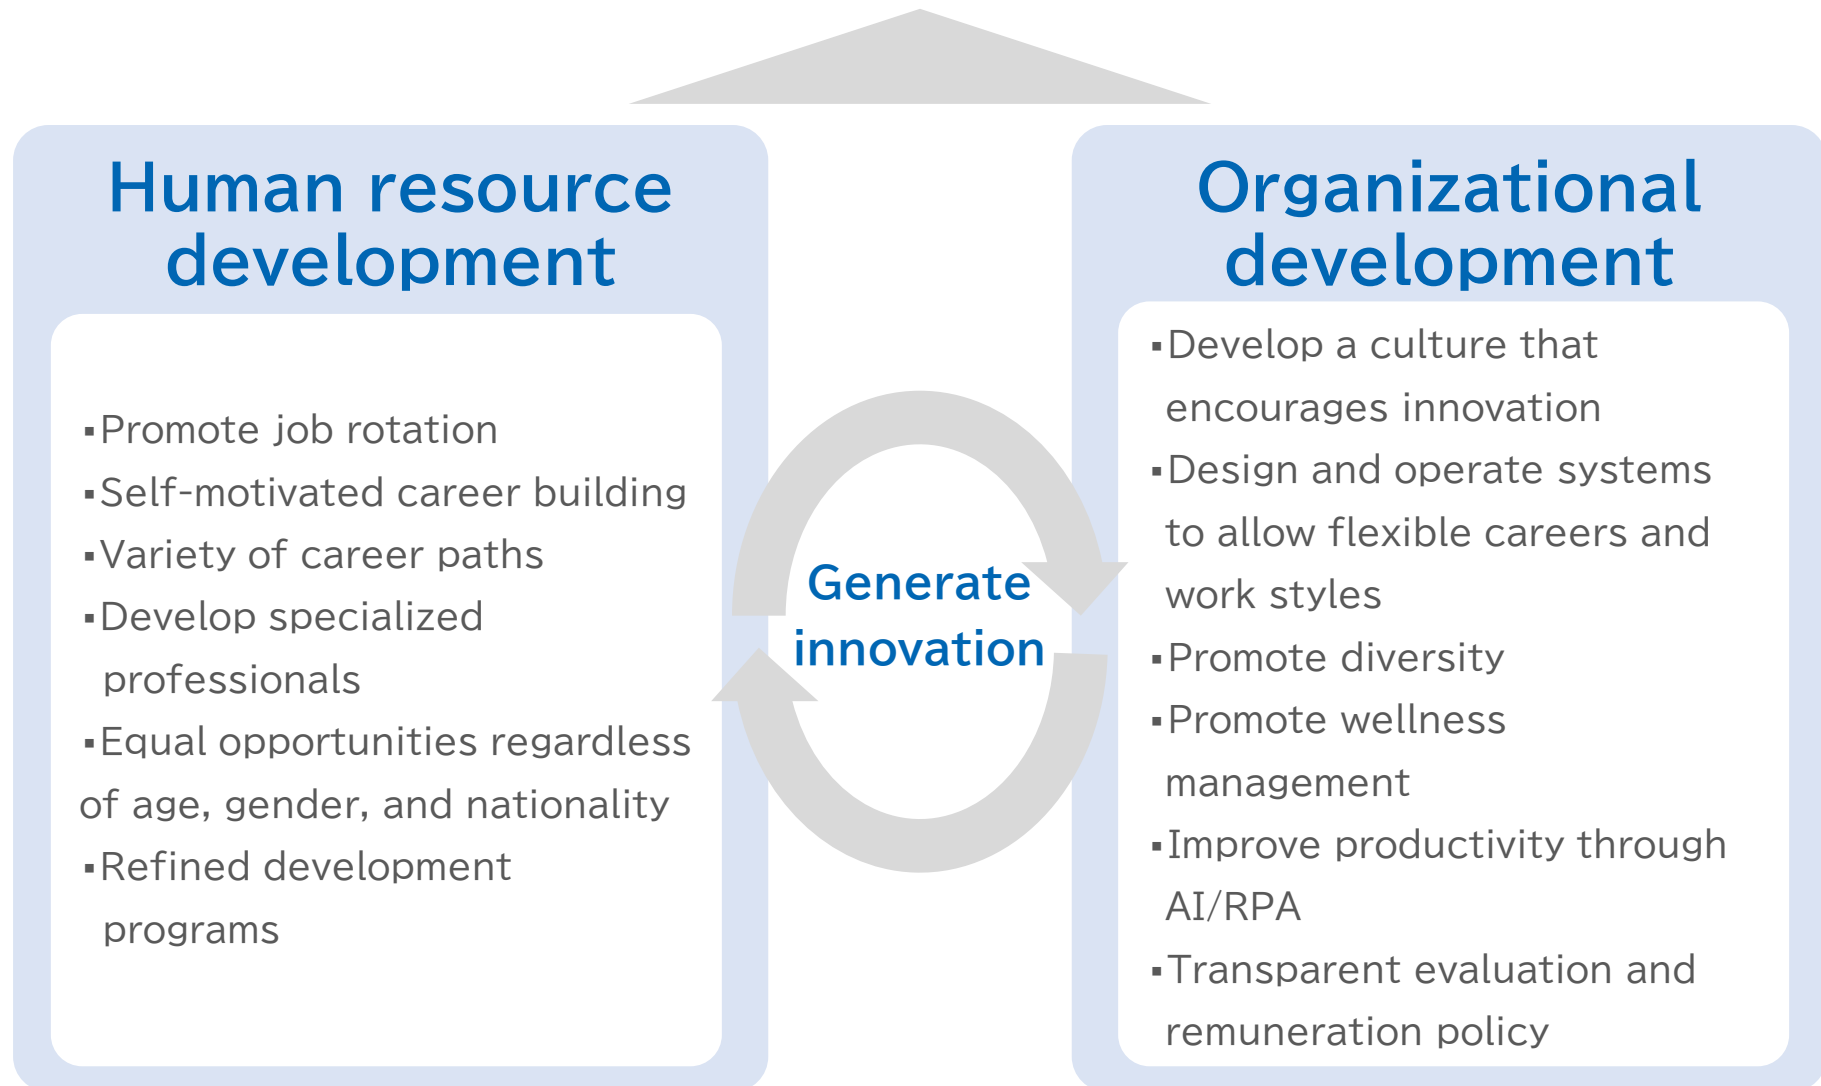 Human resource
development
▪Promote job rotation
▪Self-motivated career building
▪Variety of career paths
▪Develop specialized
professionals
▪Equal opportunities regardless
of age, gender, and nationality
▪Refined development
programs
Generate
innovation
Organizational
development
▪Develop a culture that
encourages innovation
▪Design and operate systems
to allow flexible careers and
work styles
▪Promote diversity
▪Promote wellness
management
▪Improve productivity through
AI/RPA
▪Transparent evaluation and
remuneration policy